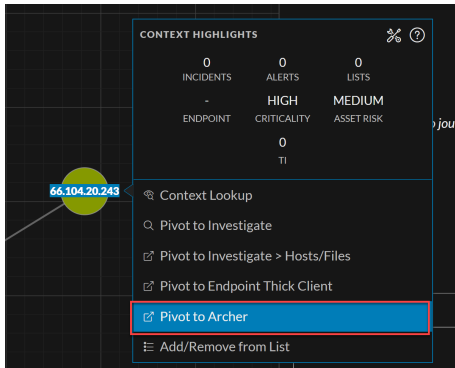 CONTEXT HIGHLIGHTS
0 0 0
INCIDENTS ALERTS LISTS
- HIGH MEDIUM
ENDPOINT CRITICALITY ASSET RISK
0
TI
jou
66.104.20.243
Context Lookup
Pivot to Investigate
Pivot to Investigate > Hosts/Files
Pivot to Endpoint Thick Client
Pivot to Archer
Add/Remove from List